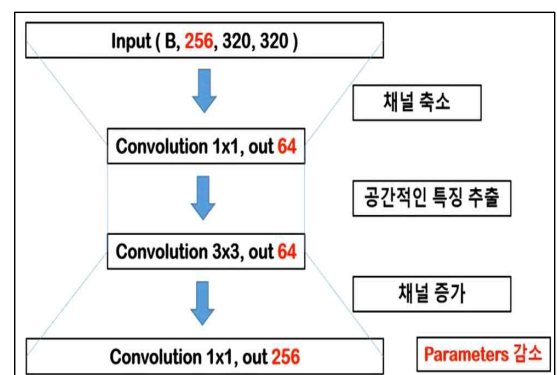 Input ( B, 256, 320, 320 )
채널 축소
Convolution 1x1, out 64
공간적인 특징 추출
Convolution 3x3, out 64
채널 증가
Convolution 1x1, out 256
Parameters 감소